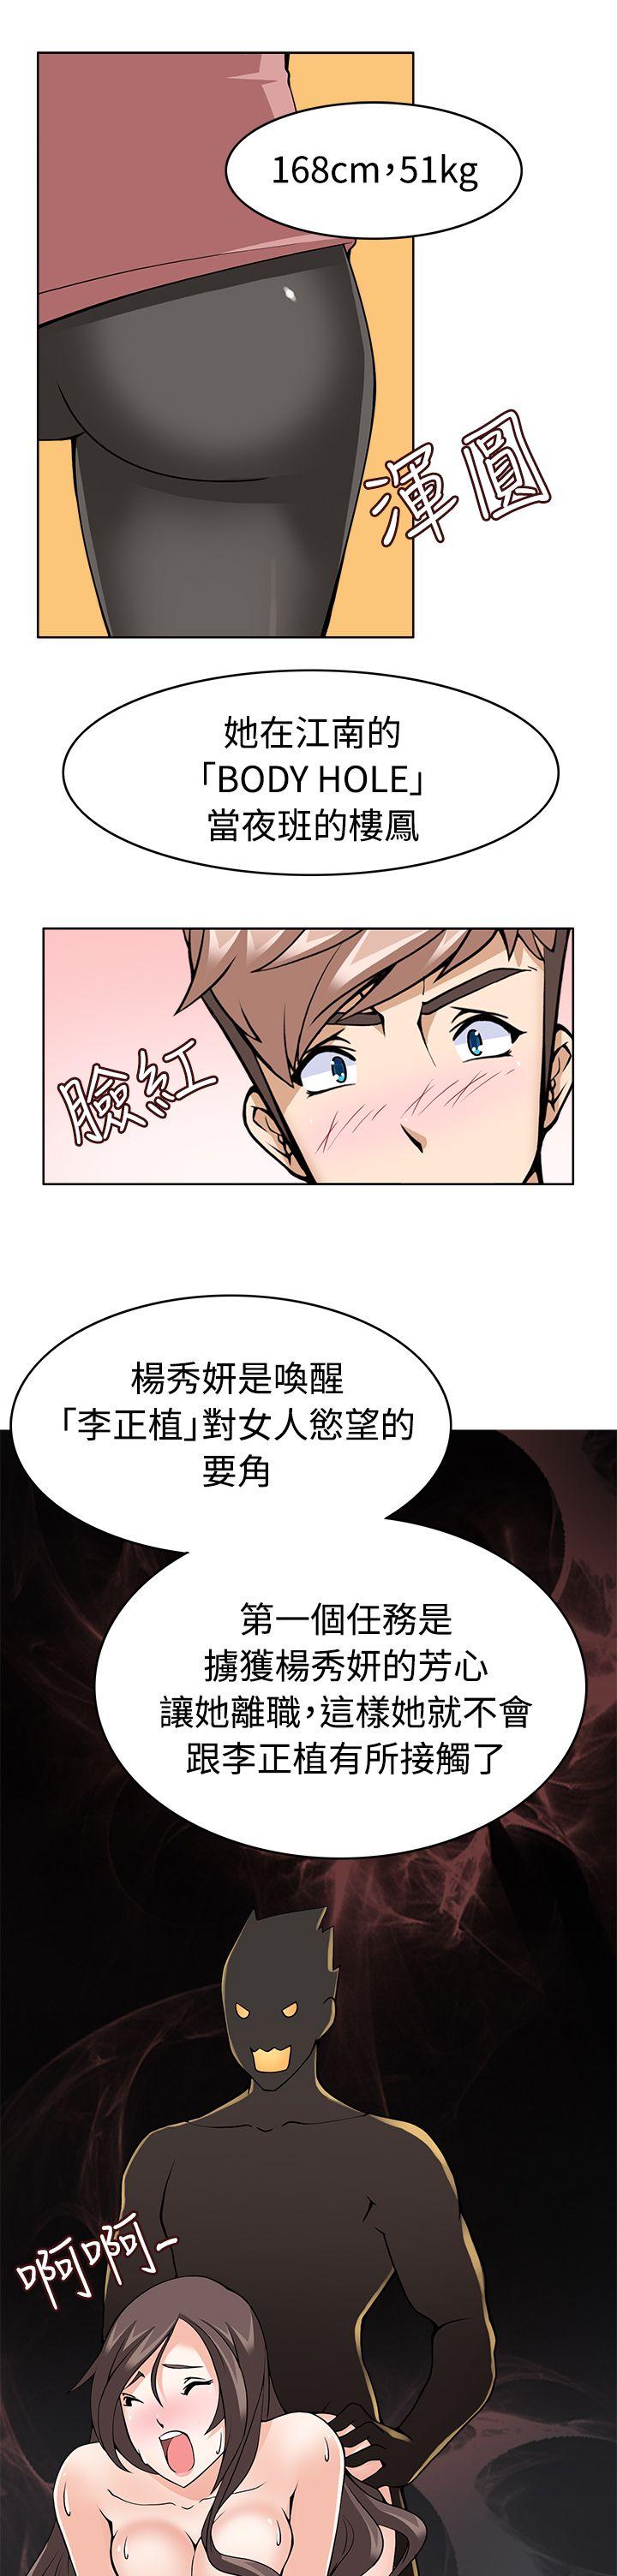 168cm,51kg
渾圓
她在江南的
「BODY HOLE」
當夜班的樓鳳
臉紅
楊秀妍是喚醒
「李正植」對女人慾望的
要角
第一個任務是
擄獲楊秀妍的芳心
讓她離職,這樣她就不會
跟李正植有所接觸了
啊啊~